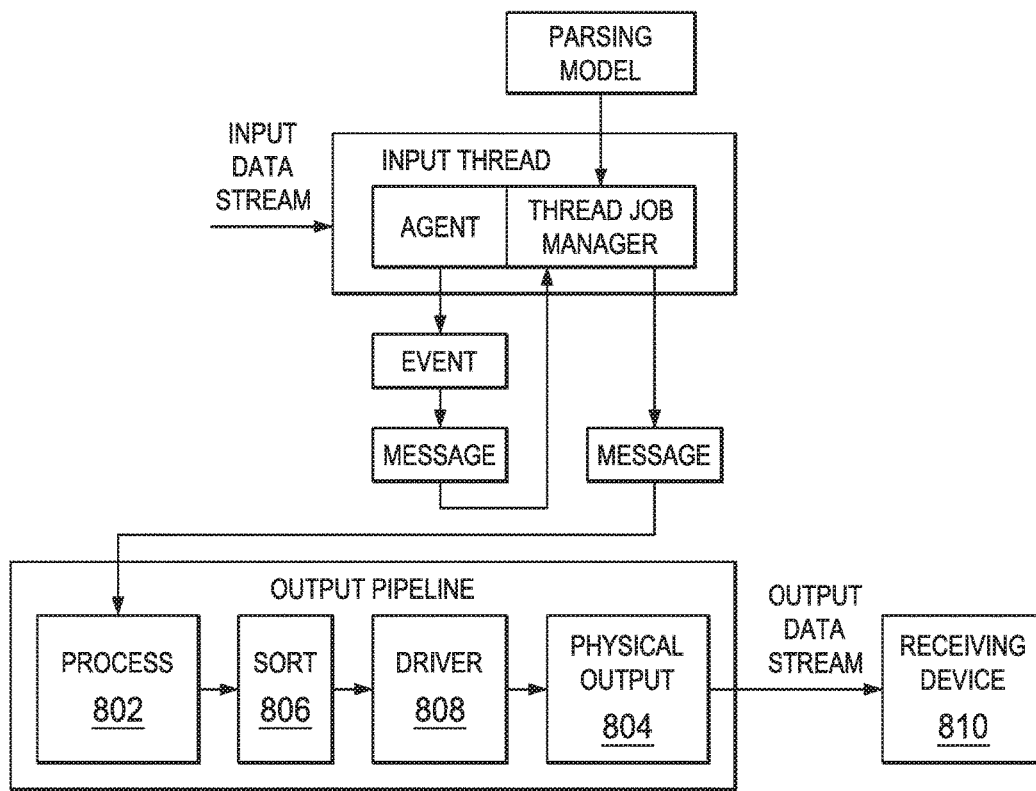 PARSING
MODEL
INPUT
DATA
STREAM
INPUT THREAD
AGENT
THREAD JOB
MANAGER
EVENT
MESSAGE
MESSAGE
OUTPUT PIPELINE
PROCESS
802
SORT
806
DRIVER
808
PHYSICAL
OUTPUT
804
OUTPUT
DATA
STREAM
RECEIVING
DEVICE
810